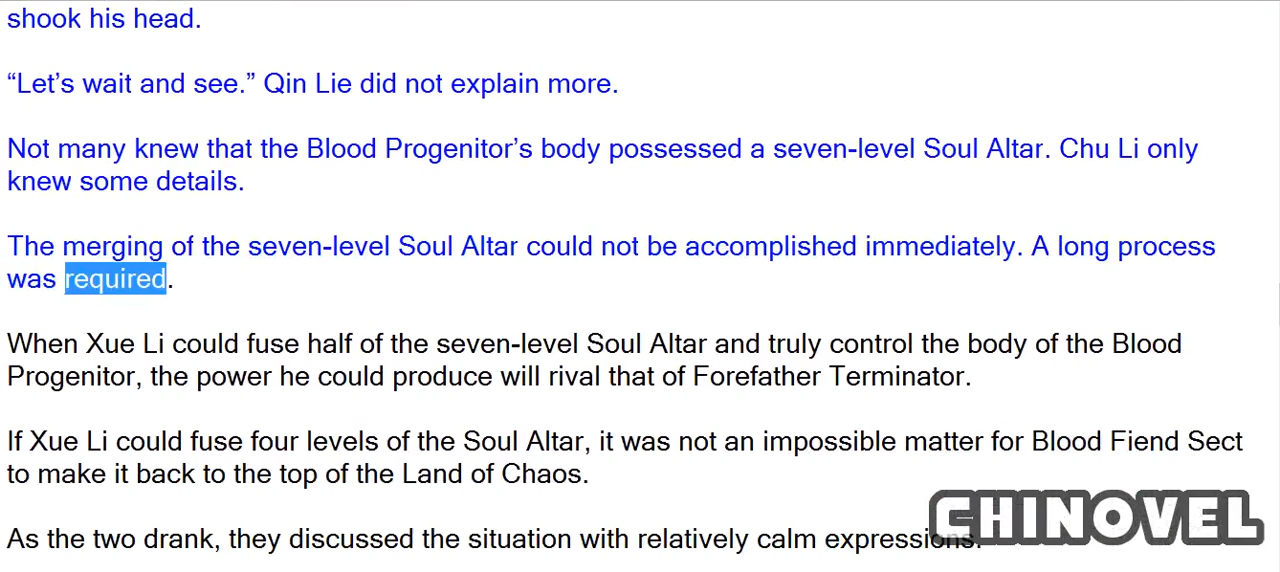 shook his head.
“Let’s wait and see.” Qin Lie did not explain more.
Not many knew that the Blood Progenitor’s body possessed a seven-level Soul Altar. Chu Li only
knew some details.
The merging of the seven-level Soul Altar could not be accomplished immediately. A long process
was required.
When Xue Li could fuse half of the seven-level Soul Altar and truly control the body of the Blood
Progenitor, the power he could produce will rival that of Forefather Terminator.
If Xue Li could fuse four levels of the Soul Altar, it was not an impossible matter for Blood Fiend Sect
to make it back to the top of the Land of Chaos.
As the two drank, they discussed the situation with relatively calm expressions.
CHINOVEL